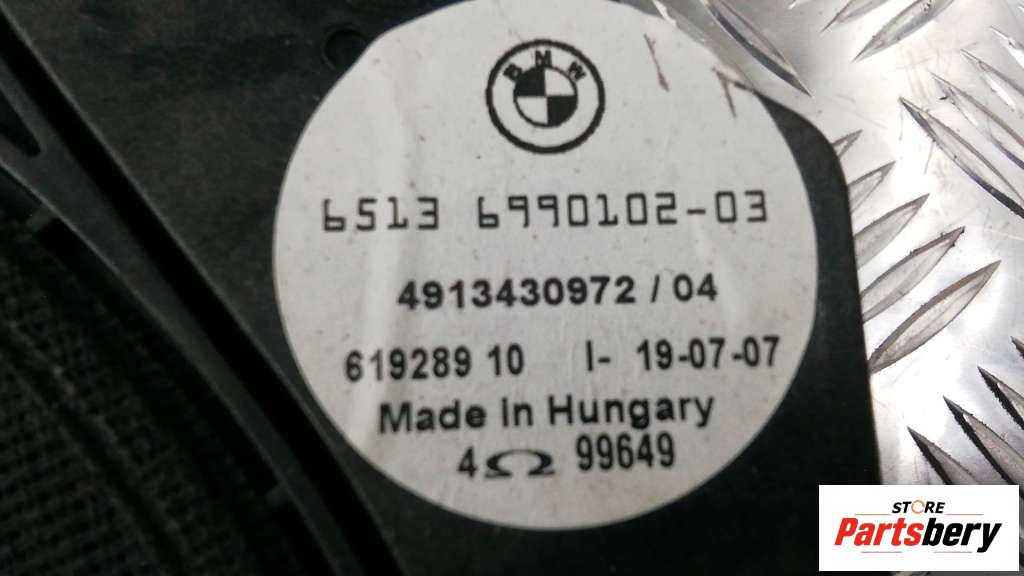 BMW
6513 6990102-03
4913430972 / 04
619289 10 I- 19-07-07
Made in Hungary
4Ω 99649
STORE
Partsbery